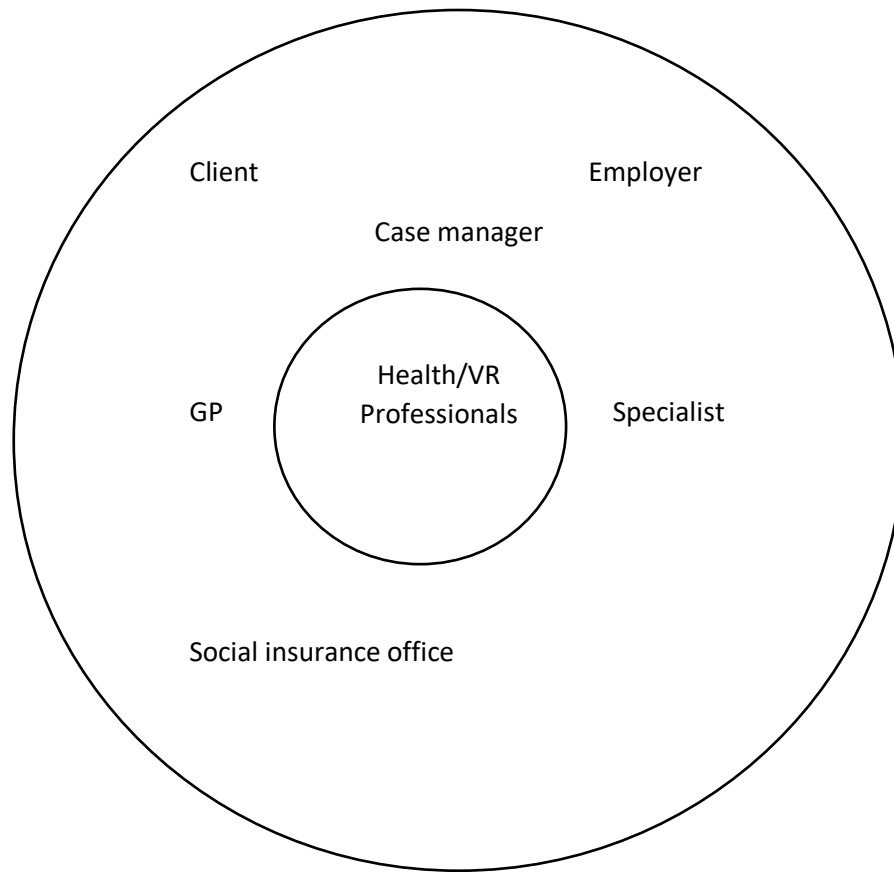 Client
Employer
Case manager
Health/VR
Professionals
GP
Specialist
Social insurance office